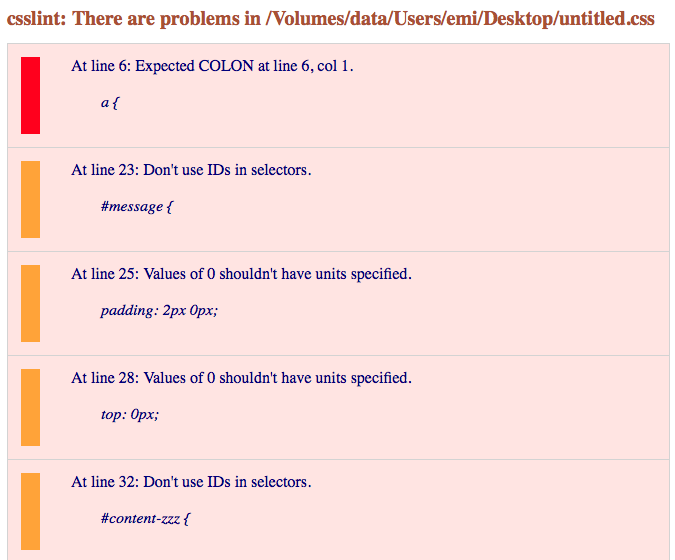 csslint: There are problems in /Volumes/data/Users/emi/Desktop/untitled.css
At line 6: Expected COLON at line 6, col 1.
a {
At line 23: Don't use IDs in selectors.
#message {
At line 25: Values of 0 shouldn't have units specified.
padding: 2px 0px;
At line 28: Values of 0 shouldn't have units specified.
top: 0px;
At line 32: Don't use IDs in selectors.
#content-zzz {